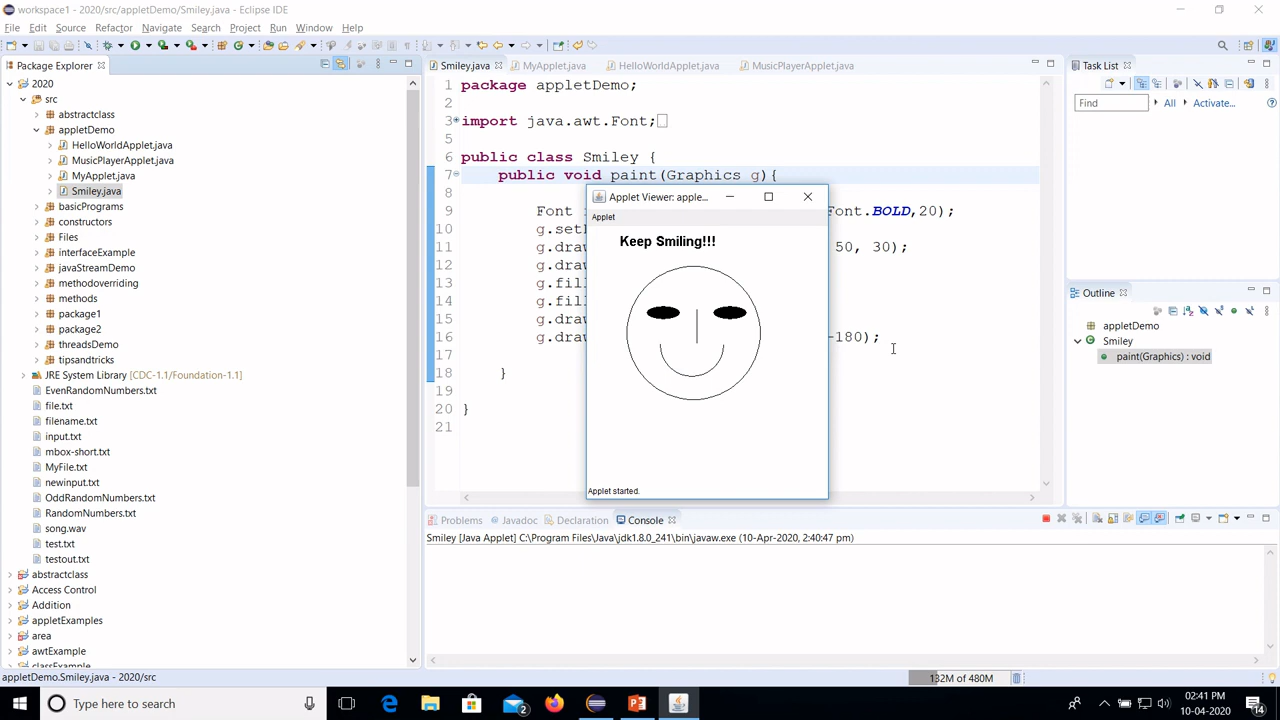 workspace1 - 2020/src/appletDemo/Smiley.java - Eclipse IDE
File Edit Source Refactor Navigate Search Project Run Window Help
Package Explorer
2020
src
abstractclass
appletDemo
HelloWorldApplet.java
MusicPlayerApplet.java
MyApplet.java
Smiley.java
basicPrograms
constructors
Files
interfaceExample
javaStreamDemo
methodoverriding
methods
package1
package2
threadsDemo
tipsandtricks
JRE System Library [CDC-1.1/Foundation-1.1]
EvenRandomNumbers.txt
file.txt
filename.txt
input.txt
mbox-short.txt
MyFile.txt
newinput.txt
OddRandomNumbers.txt
RandomNumbers.txt
song.wav
test.txt
testout.txt
abstractclass
Access Control
Addition
appletExamples
area
awtExample
classExample
appletDemo.Smiley.java - 2020/src
Smiley.java MyApplet.java HelloWorldApplet.java MusicPlayerApplet.java
1 package appletDemo;
2
3 import java.awt.Font;
5
6 public class Smiley {
7 public void paint(Graphics g){
8
9 Font Font.BOLD,20);
10 g.set
11 g.draw 50, 30);
12 g.draw
13 g.fill
14 g.fill
15 g.draw
16 g.draw -180);
17
18 }
19
20 }
21
Applet Viewer: apple...
Applet
Keep Smiling!!!
Applet started.
Task List
Find All Activate...
Outline
appletDemo
Smiley
paint(Graphics) : void
Problems Javadoc Declaration Console
Smiley [Java Applet] C:\Program Files\Java\jdk1.8.0_241\bin\javaw.exe (10-Apr-2020, 2:40:47 pm)
132M of 480M
Type here to search
2
02:41 PM
10-04-2020
14